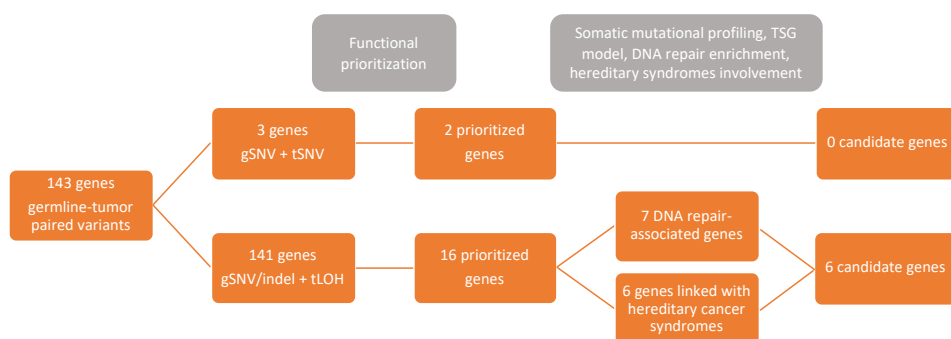 Functional
prioritization
Somatic mutational profiling, TSG
model, DNA repair enrichment,
hereditary syndromes involvement
3 genes
gSNV + tSNV
2 prioritized
genes
0 candidate genes
143 genes
germline-tumor
paired variants
7 DNA repair-
associated genes
141 genes
gSNV/indel + tLOH
16 prioritized
genes
6 candidate genes
6 genes linked with
hereditary cancer
syndromes